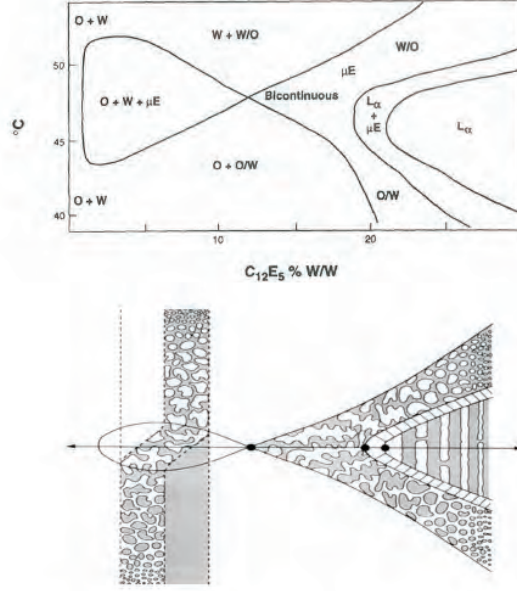 O + W
W + W/O
W/O
50
μE
Bicontinuous
O + W + μE
Lα
+
μE
Lα
°C
45
O + O/W
O + W
O/W
40
10
20
C₁₂E₅ % W/W